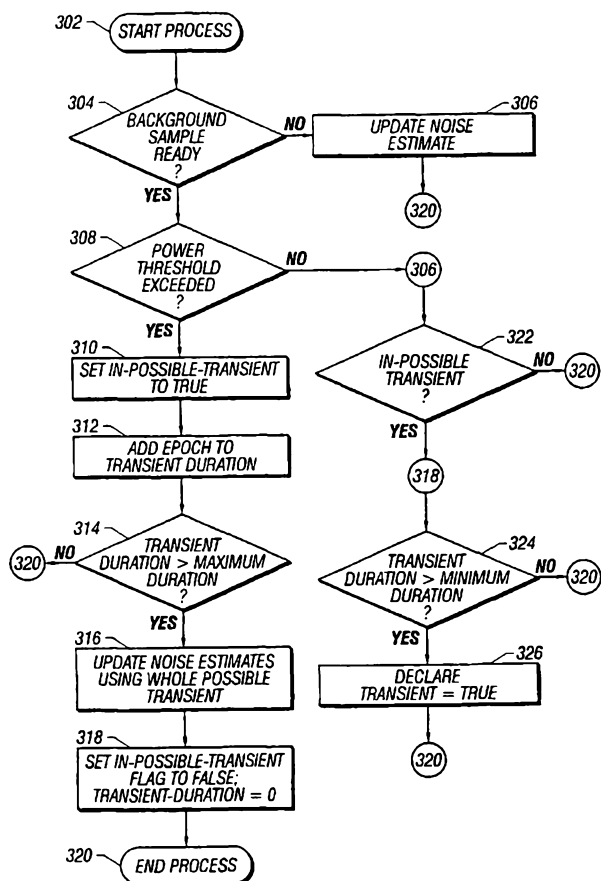 302
START PROCESS
304
BACKGROUND
SAMPLE
READY
?
NO
YES
306
UPDATE NOISE
ESTIMATE
320
308
POWER
THRESHOLD
EXCEEDED
?
NO
YES
306
310
SET IN-POSSIBLE-TRANSIENT
TO TRUE
322
IN-POSSIBLE
TRANSIENT
?
NO
320
YES
318
312
ADD EPOCH TO
TRANSIENT DURATION
314
TRANSIENT
DURATION > MAXIMUM
DURATION
?
NO
320
YES
324
TRANSIENT
DURATION > MINIMUM
DURATION
?
NO
320
YES
316
UPDATE NOISE ESTIMATES
USING WHOLE POSSIBLE
TRANSIENT
326
DECLARE
TRANSIENT = TRUE
320
318
SET IN-POSSIBLE-TRANSIENT
FLAG TO FALSE;
TRANSIENT-DURATION = 0
320
END PROCESS